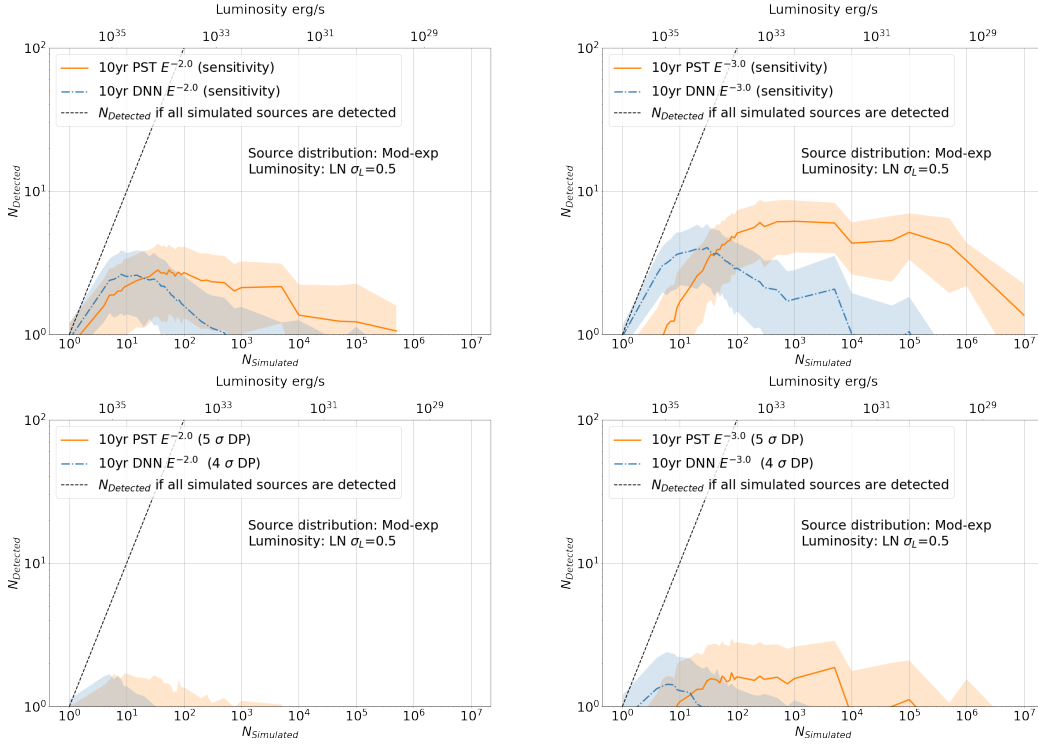 Luminosity erg/s
10^35 10^33 10^31 10^29
10^2
10^1
10^0
N_Detected
10yr PST E^−2.0 (sensitivity)
10yr DNN E^−2.0 (sensitivity)
N_Detected if all simulated sources are detected
Source distribution: Mod-exp
Luminosity: LN σ_L=0.5
10^0 10^1 10^2 10^3 10^4 10^5 10^6 10^7
N_Simulated
Luminosity erg/s
10^35 10^33 10^31 10^29
10^2
10^1
10^0
N_Detected
10yr PST E^−3.0 (sensitivity)
10yr DNN E^−3.0 (sensitivity)
N_Detected if all simulated sources are detected
Source distribution: Mod-exp
Luminosity: LN σ_L=0.5
10^0 10^1 10^2 10^3 10^4 10^5 10^6 10^7
N_Simulated
Luminosity erg/s
10^35 10^33 10^31 10^29
10^2
10^1
10^0
N_Detected
10yr PST E^−2.0 (5 σ DP)
10yr DNN E^−2.0 (4 σ DP)
N_Detected if all simulated sources are detected
Source distribution: Mod-exp
Luminosity: LN σ_L=0.5
10^0 10^1 10^2 10^3 10^4 10^5 10^6 10^7
N_Simulated
Luminosity erg/s
10^35 10^33 10^31 10^29
10^2
10^1
10^0
N_Detected
10yr PST E^−3.0 (5 σ DP)
10yr DNN E^−3.0 (4 σ DP)
N_Detected if all simulated sources are detected
Source distribution: Mod-exp
Luminosity: LN σ_L=0.5
10^0 10^1 10^2 10^3 10^4 10^5 10^6 10^7
N_Simulated